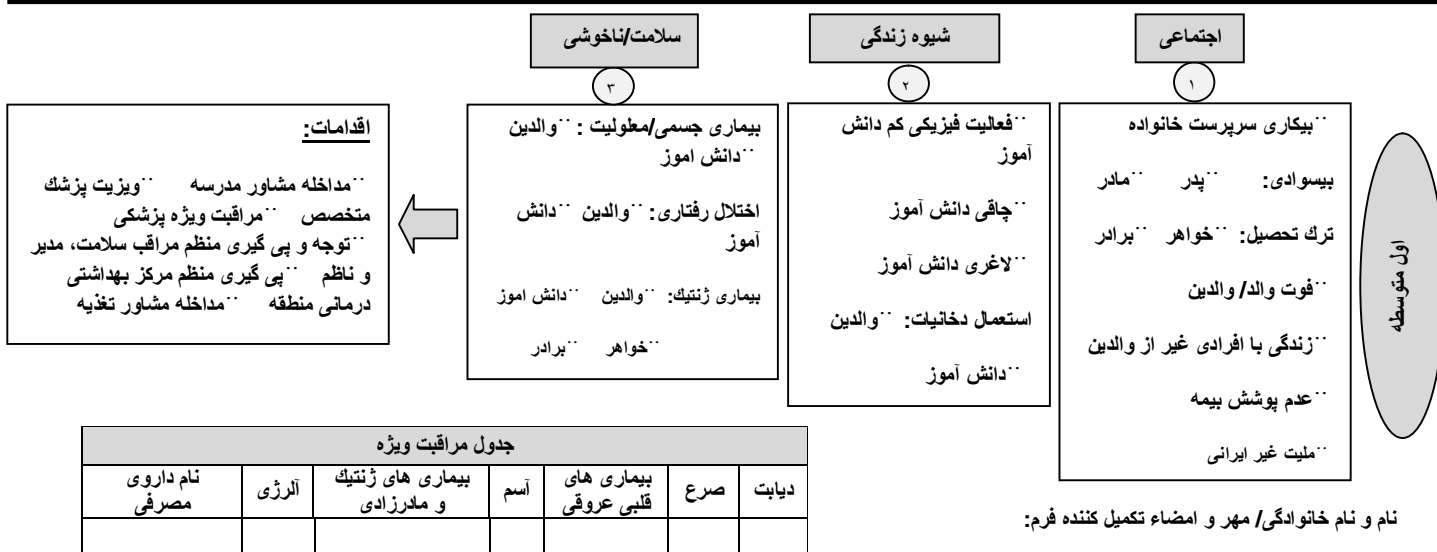 اول متوسطه
اجتماعی
۱
¨بیکاری سرپرست خانواده
بیسوادی: ¨پدر ¨مادر
ترك تحصیل: ¨خواهر ¨برادر
¨فوت والد/ والدین
¨زندگی با افرادی غیر از والدین
¨عدم پوشش بیمه
¨ملیت غیر ایرانی
شیوه زندگی
۲
¨فعالیت فیزیکی کم دانش
آموز
¨چاقی دانش آموز
¨لاغری دانش آموز
استعمال دخانیات: ¨والدین
¨دانش آموز
سلامت/ناخوشی
۳
بیماری جسمی/معلولیت : ¨والدین
¨دانش اموز
اختلال رفتاری: ¨والدین ¨دانش
آموز
بیماری ژنتیك: ¨والدین ¨دانش اموز
¨خواهر ¨برادر
اقدامات:
¨مداخله مشاور مدرسه ¨ویزیت پزشك
متخصص ¨مراقبت ویژه پزشکی
¨توجه و پی گیری منظم مراقب سلامت، مدیر
و ناظم ¨پی گیری منظم مرکز بهداشتی
درمانی منطقه ¨مداخله مشاور تغذیه
جدول مراقبت ویژه
دیابت صرع بیماری های آسم بیماری های ژنتیك آلرژی نام داروی
قلبی عروقی و مادرزادی مصرفی
نام و نام خانوادگی/ مهر و امضاء تکمیل کننده فرم: